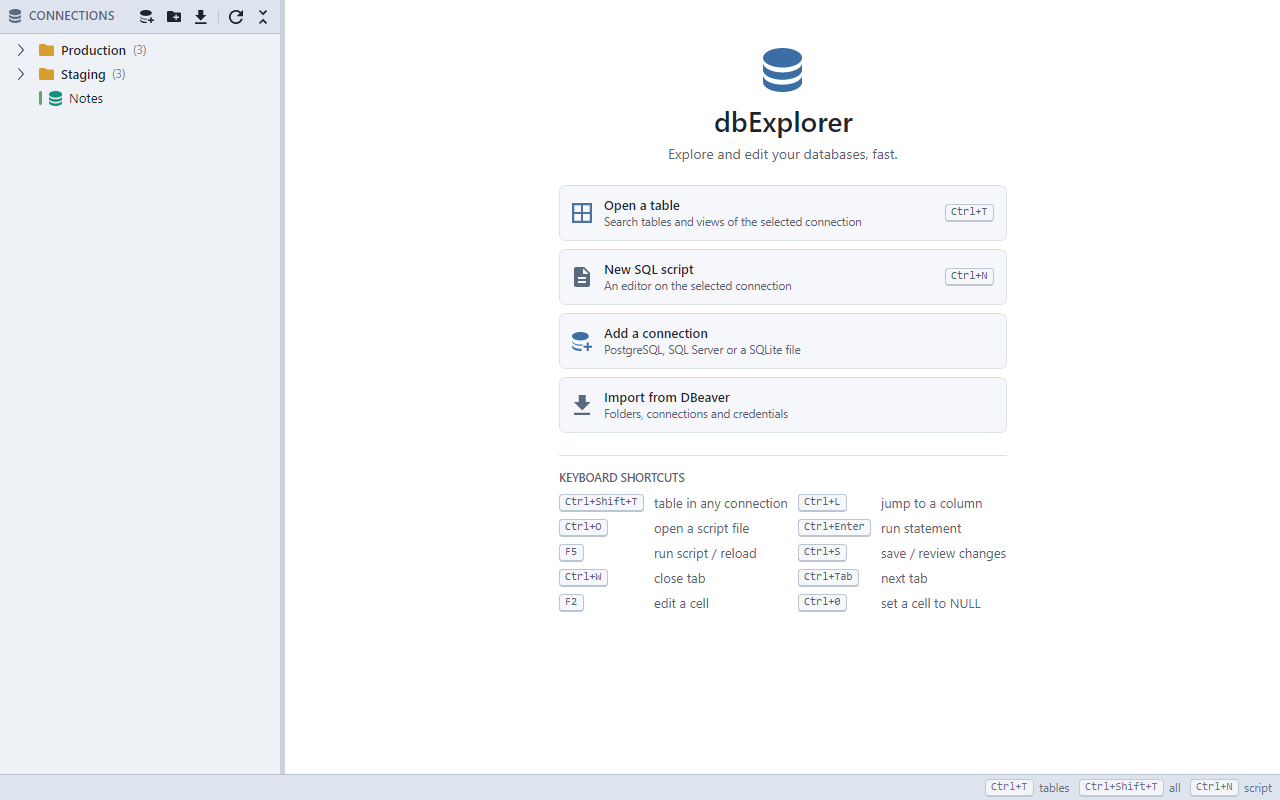 CONNECTIONS
Production (3)
Staging (3)
Notes
dbExplorer
Explore and edit your databases, fast.
Open a table
Search tables and views of the selected connection
Ctrl+T
New SQL script
An editor on the selected connection
Ctrl+N
Add a connection
PostgreSQL, SQL Server or a SQLite file
Import from DBeaver
Folders, connections and credentials
KEYBOARD SHORTCUTS
Ctrl+Shift+T table in any connection Ctrl+L jump to a column
Ctrl+O open a script file Ctrl+Enter run statement
F5 run script / reload Ctrl+S save / review changes
Ctrl+W close tab Ctrl+Tab next tab
F2 edit a cell Ctrl+0 set a cell to NULL
Ctrl+T tables Ctrl+Shift+T all Ctrl+N script